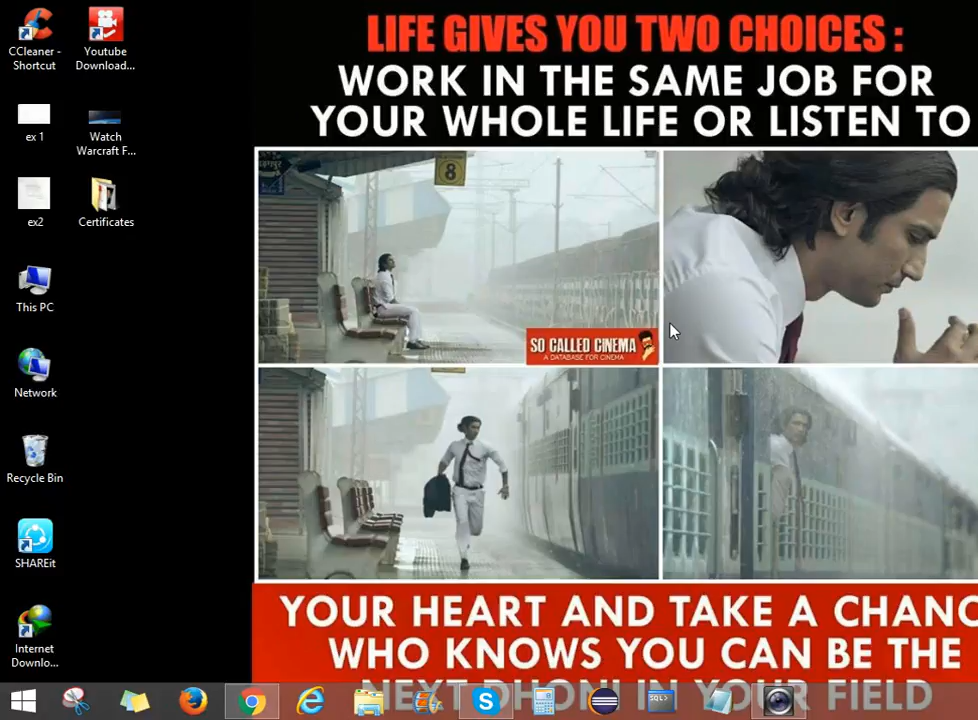 CCleaner -
Shortcut
Youtube
Download...
ex 1
Watch
Warcraft F...
ex2
Certificates
This PC
Network
Recycle Bin
SHAREit
Internet
Downlo...
LIFE GIVES YOU TWO CHOICES :
WORK IN THE SAME JOB FOR
YOUR WHOLE LIFE OR LISTEN TO
8
SO CALLED CINEMA
A DATABASE FOR CINEMA
YOUR HEART AND TAKE A CHANC
WHO KNOWS YOU CAN BE THE
NEXT DHONI IN YOUR FIELD
SQL>